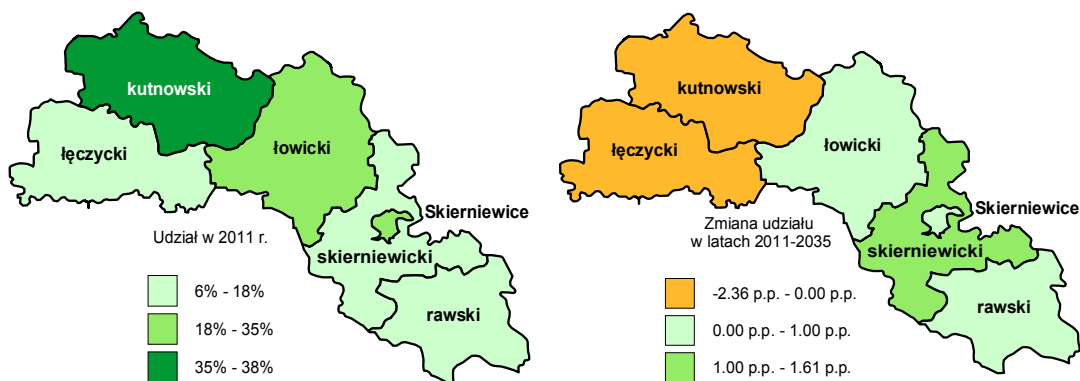 kutnowski
łęczycki
łowicki
Skierniewice
skierniewicki
rawski
Udział w 2011 r.
6% - 18%
18% - 35%
35% - 38%
kutnowski
łęczycki
łowicki
Skierniewice
skierniewicki
rawski
Zmiana udziału
w latach 2011-2035
-2.36 p.p. - 0.00 p.p.
0.00 p.p. - 1.00 p.p.
1.00 p.p. - 1.61 p.p.